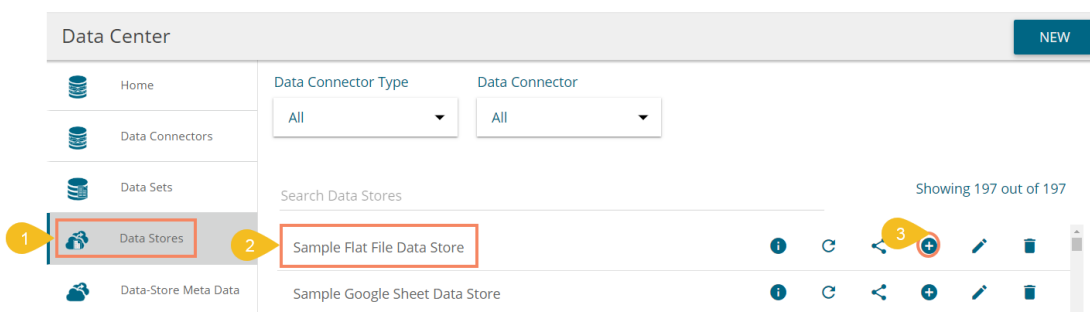 Data Center
NEW
Home
Data Connectors
Data Sets
Data Stores
Data-Store Meta Data
Data Connector Type
Data Connector
All
All
Search Data Stores
Showing 197 out of 197
Sample Flat File Data Store
Sample Google Sheet Data Store
1
2
3